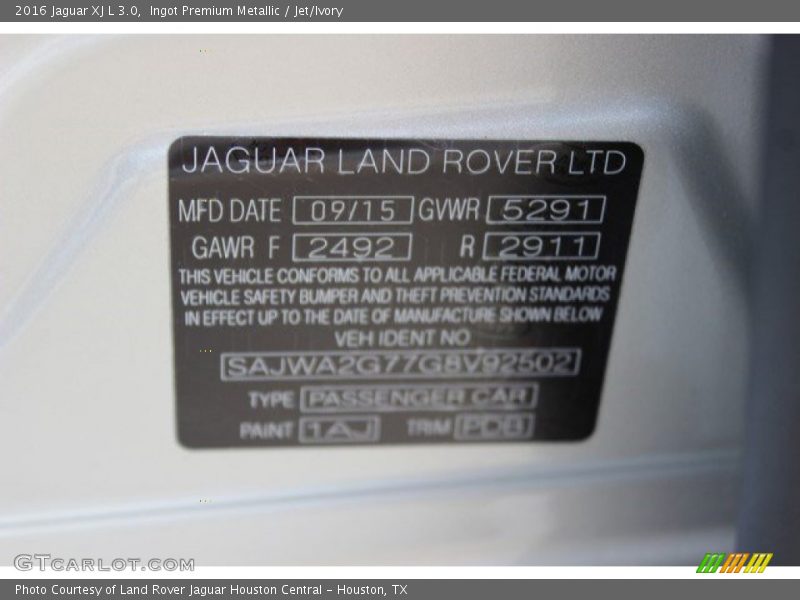 2016 Jaguar XJ L 3.0,  Ingot Premium Metallic / Jet/Ivory
JAGUAR LAND ROVER LTD
MFD DATE 09/15 GVWR 5291
GAWR F 2492 R 2911
THIS VEHICLE CONFORMS TO ALL APPLICABLE FEDERAL MOTOR
VEHICLE SAFETY BUMPER AND THEFT PREVENTION STANDARDS
IN EFFECT UP TO THE DATE OF MANUFACTURE SHOWN BELOW
VEH IDENT NO
SAJWA2G77G8V92502
TYPE PASSENGER CAR
PAINT 1AJ TRIM PDB
GTCARLOT.COM
Photo Courtesy of Land Rover Jaguar Houston Central - Houston, TX